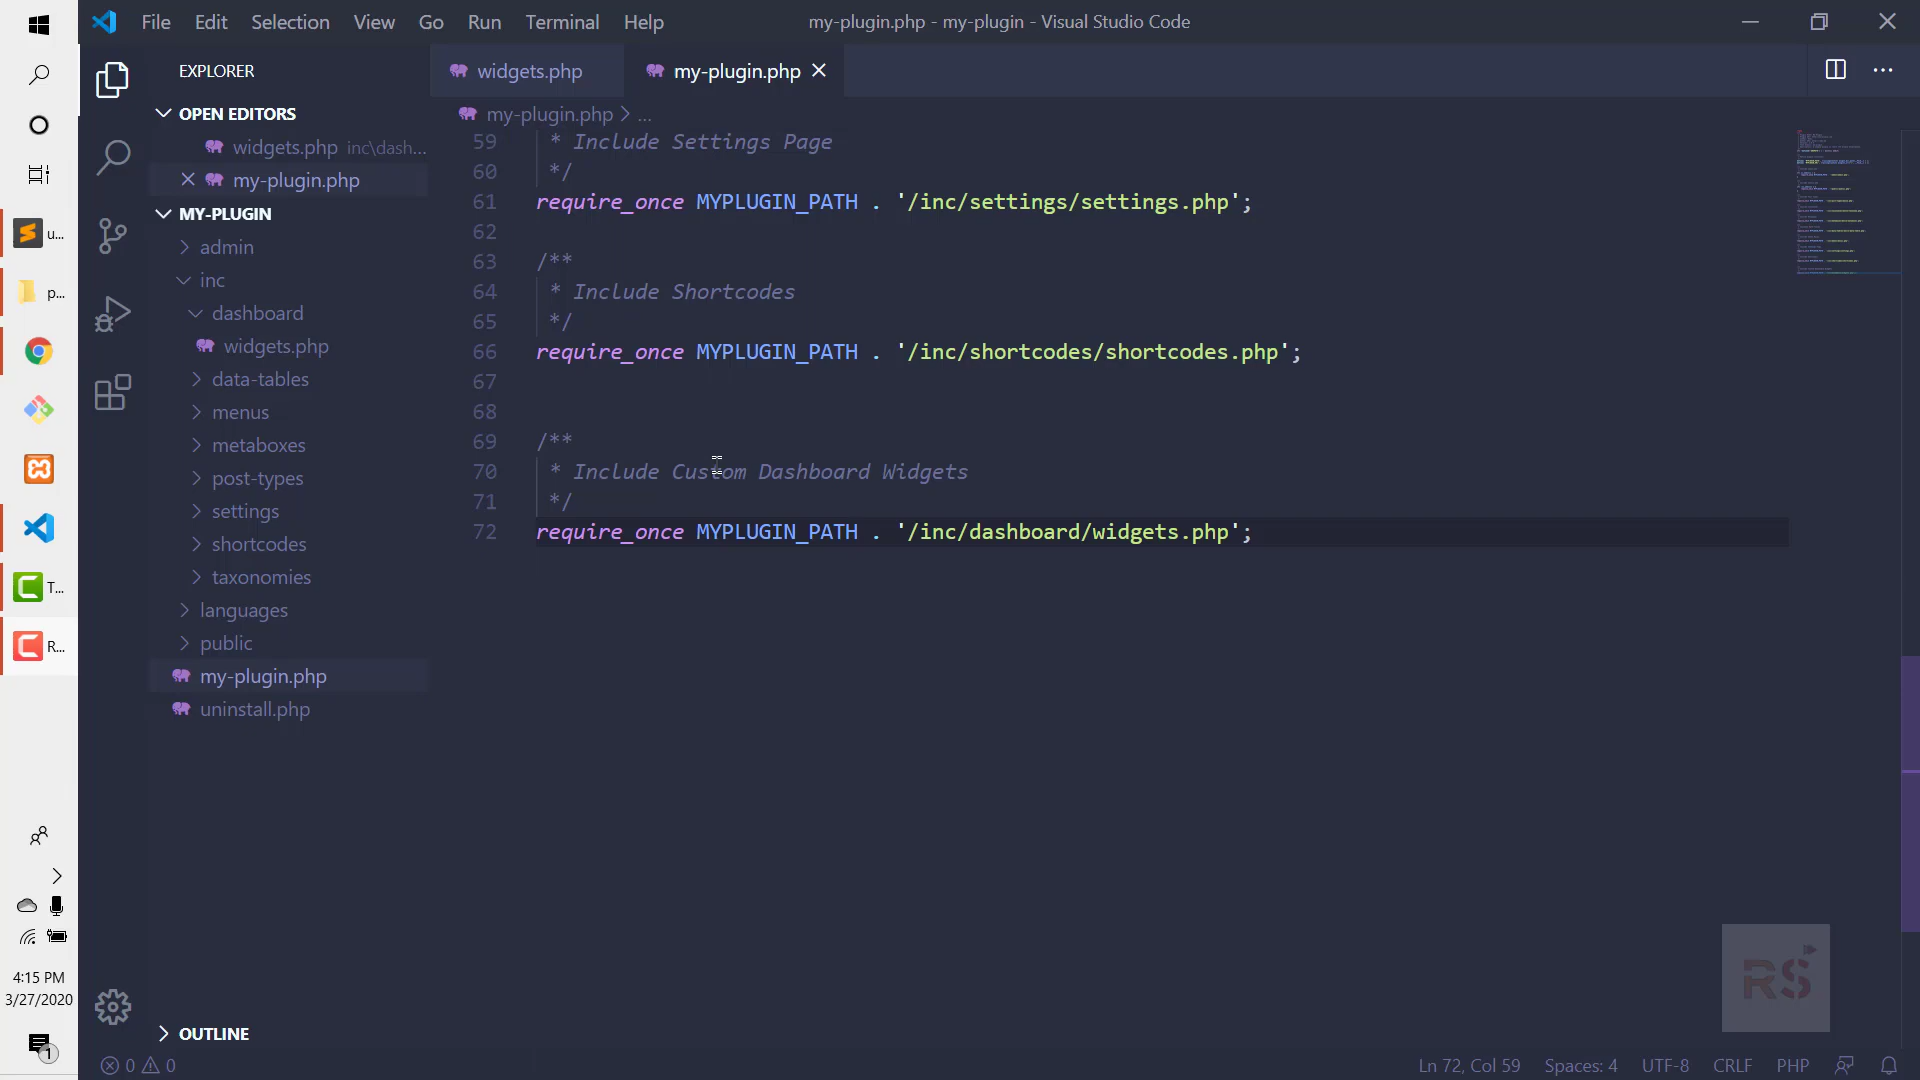 File Edit Selection View Go Run Terminal Help
my-plugin.php - my-plugin - Visual Studio Code
EXPLORER
OPEN EDITORS
widgets.php inc\dash...
my-plugin.php
MY-PLUGIN
admin
inc
dashboard
widgets.php
data-tables
menus
metaboxes
post-types
settings
shortcodes
taxonomies
languages
public
my-plugin.php
uninstall.php
OUTLINE
widgets.php
my-plugin.php
my-plugin.php > ...
59 * Include Settings Page
60 */
61 require_once MYPLUGIN_PATH . '/inc/settings/settings.php';
62
63 /**
64 * Include Shortcodes
65 */
66 require_once MYPLUGIN_PATH . '/inc/shortcodes/shortcodes.php';
67
68
69 /**
70 * Include Custom Dashboard Widgets
71 */
72 require_once MYPLUGIN_PATH . '/inc/dashboard/widgets.php';
u...
p...
T...
R...
4:15 PM
3/27/2020
1
RS
0 0
Ln 72, Col 59 Spaces: 4 UTF-8 CRLF PHP